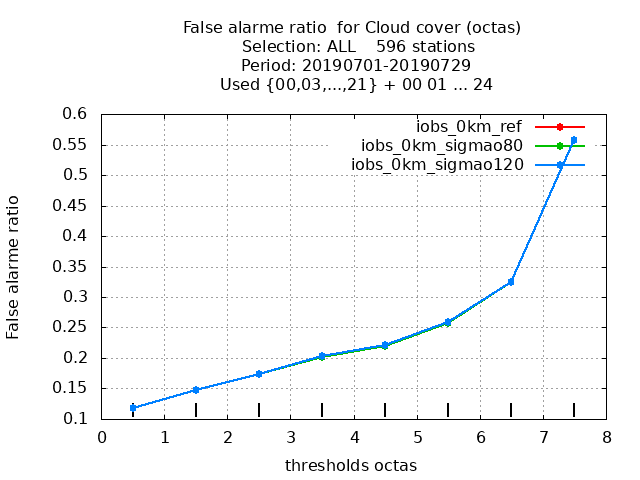 False alarme ratio  for Cloud cover (octas)
Selection: ALL    596 stations
Period: 20190701-20190729
Used {00,03,...,21} + 00 01 ... 24
iobs_0km_ref
iobs_0km_sigmao80
iobs_0km_sigmao120
False alarme ratio
0.6
0.55
0.5
0.45
0.4
0.35
0.3
0.25
0.2
0.15
0.1
0 1 2 3 4 5 6 7 8
thresholds octas